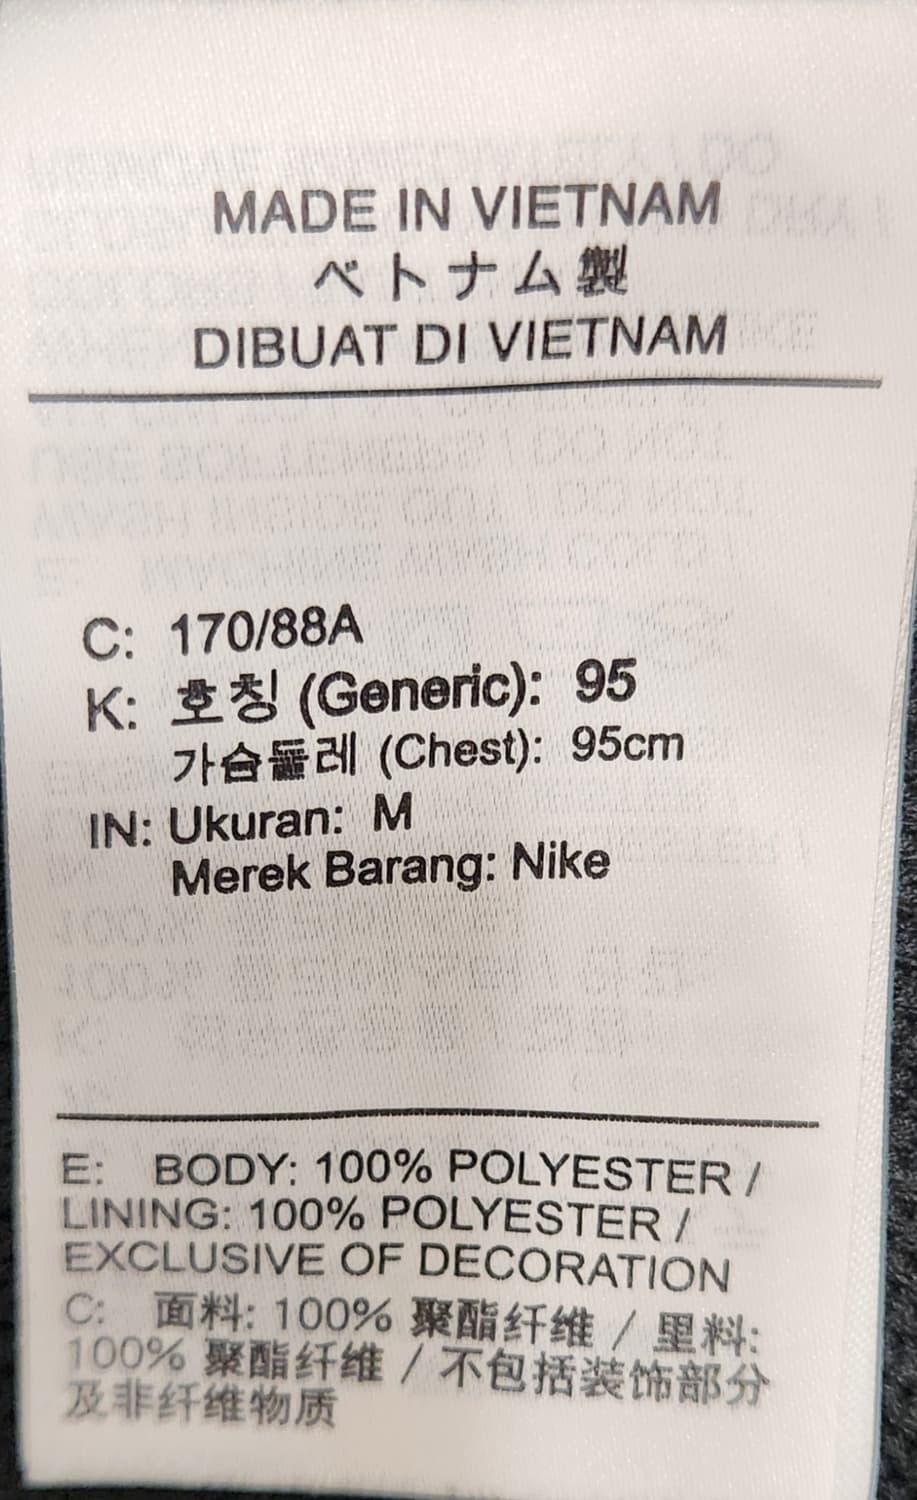 MADE IN VIETNAM
ベトナム製
DIBUAT DI VIETNAM
C: 170/88A
K: 호칭 (Generic): 95
가슴둘레 (Chest): 95cm
IN: Ukuran: M
Merek Barang: Nike
E: BODY: 100% POLYESTER /
LINING: 100% POLYESTER /
EXCLUSIVE OF DECORATION
C: 面料: 100% 聚酯纤维 / 里料:
100% 聚酯纤维 / 不包括装饰部分
及非纤维物质